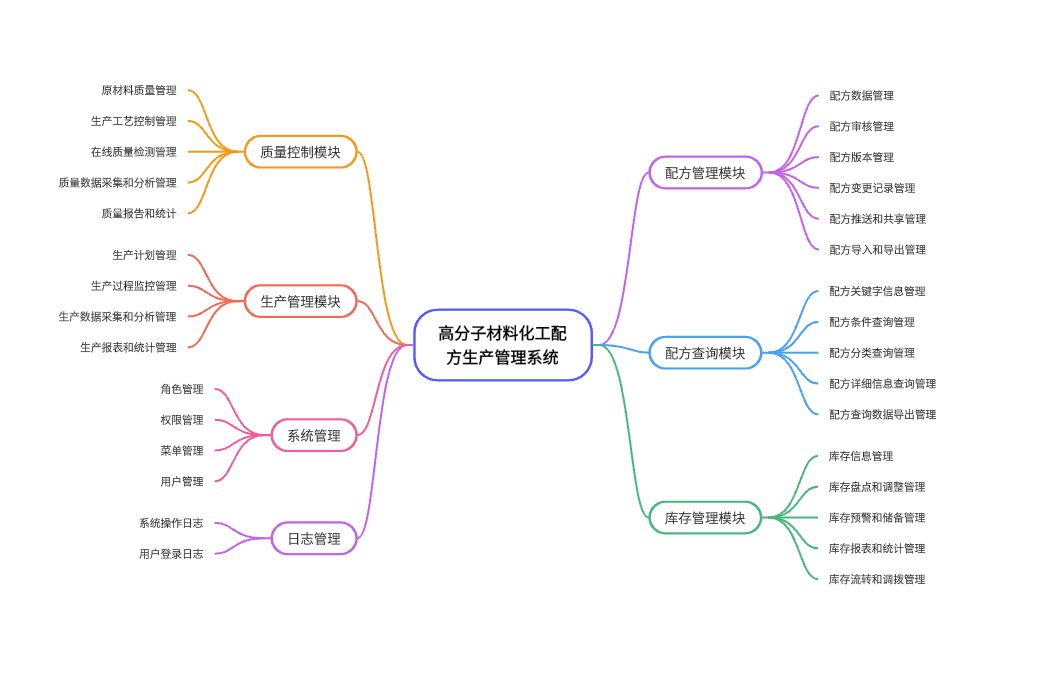 高分子材料化工配
方生产管理系统
配方管理模块
配方数据管理
配方审核管理
配方版本管理
配方变更记录管理
配方推送和共享管理
配方导入和导出管理
配方查询模块
配方关键字信息管理
配方条件查询管理
配方分类查询管理
配方详细信息查询管理
配方查询数据导出管理
库存管理模块
库存信息管理
库存盘点和调整管理
库存预警和储备管理
库存报表和统计管理
库存流转和调拨管理
质量控制模块
原材料质量管理
生产工艺控制管理
在线质量检测管理
质量数据采集和分析管理
质量报告和统计
生产管理模块
生产计划管理
生产过程监控管理
生产数据采集和分析管理
生产报表和统计管理
系统管理
角色管理
权限管理
菜单管理
用户管理
日志管理
系统操作日志
用户登录日志